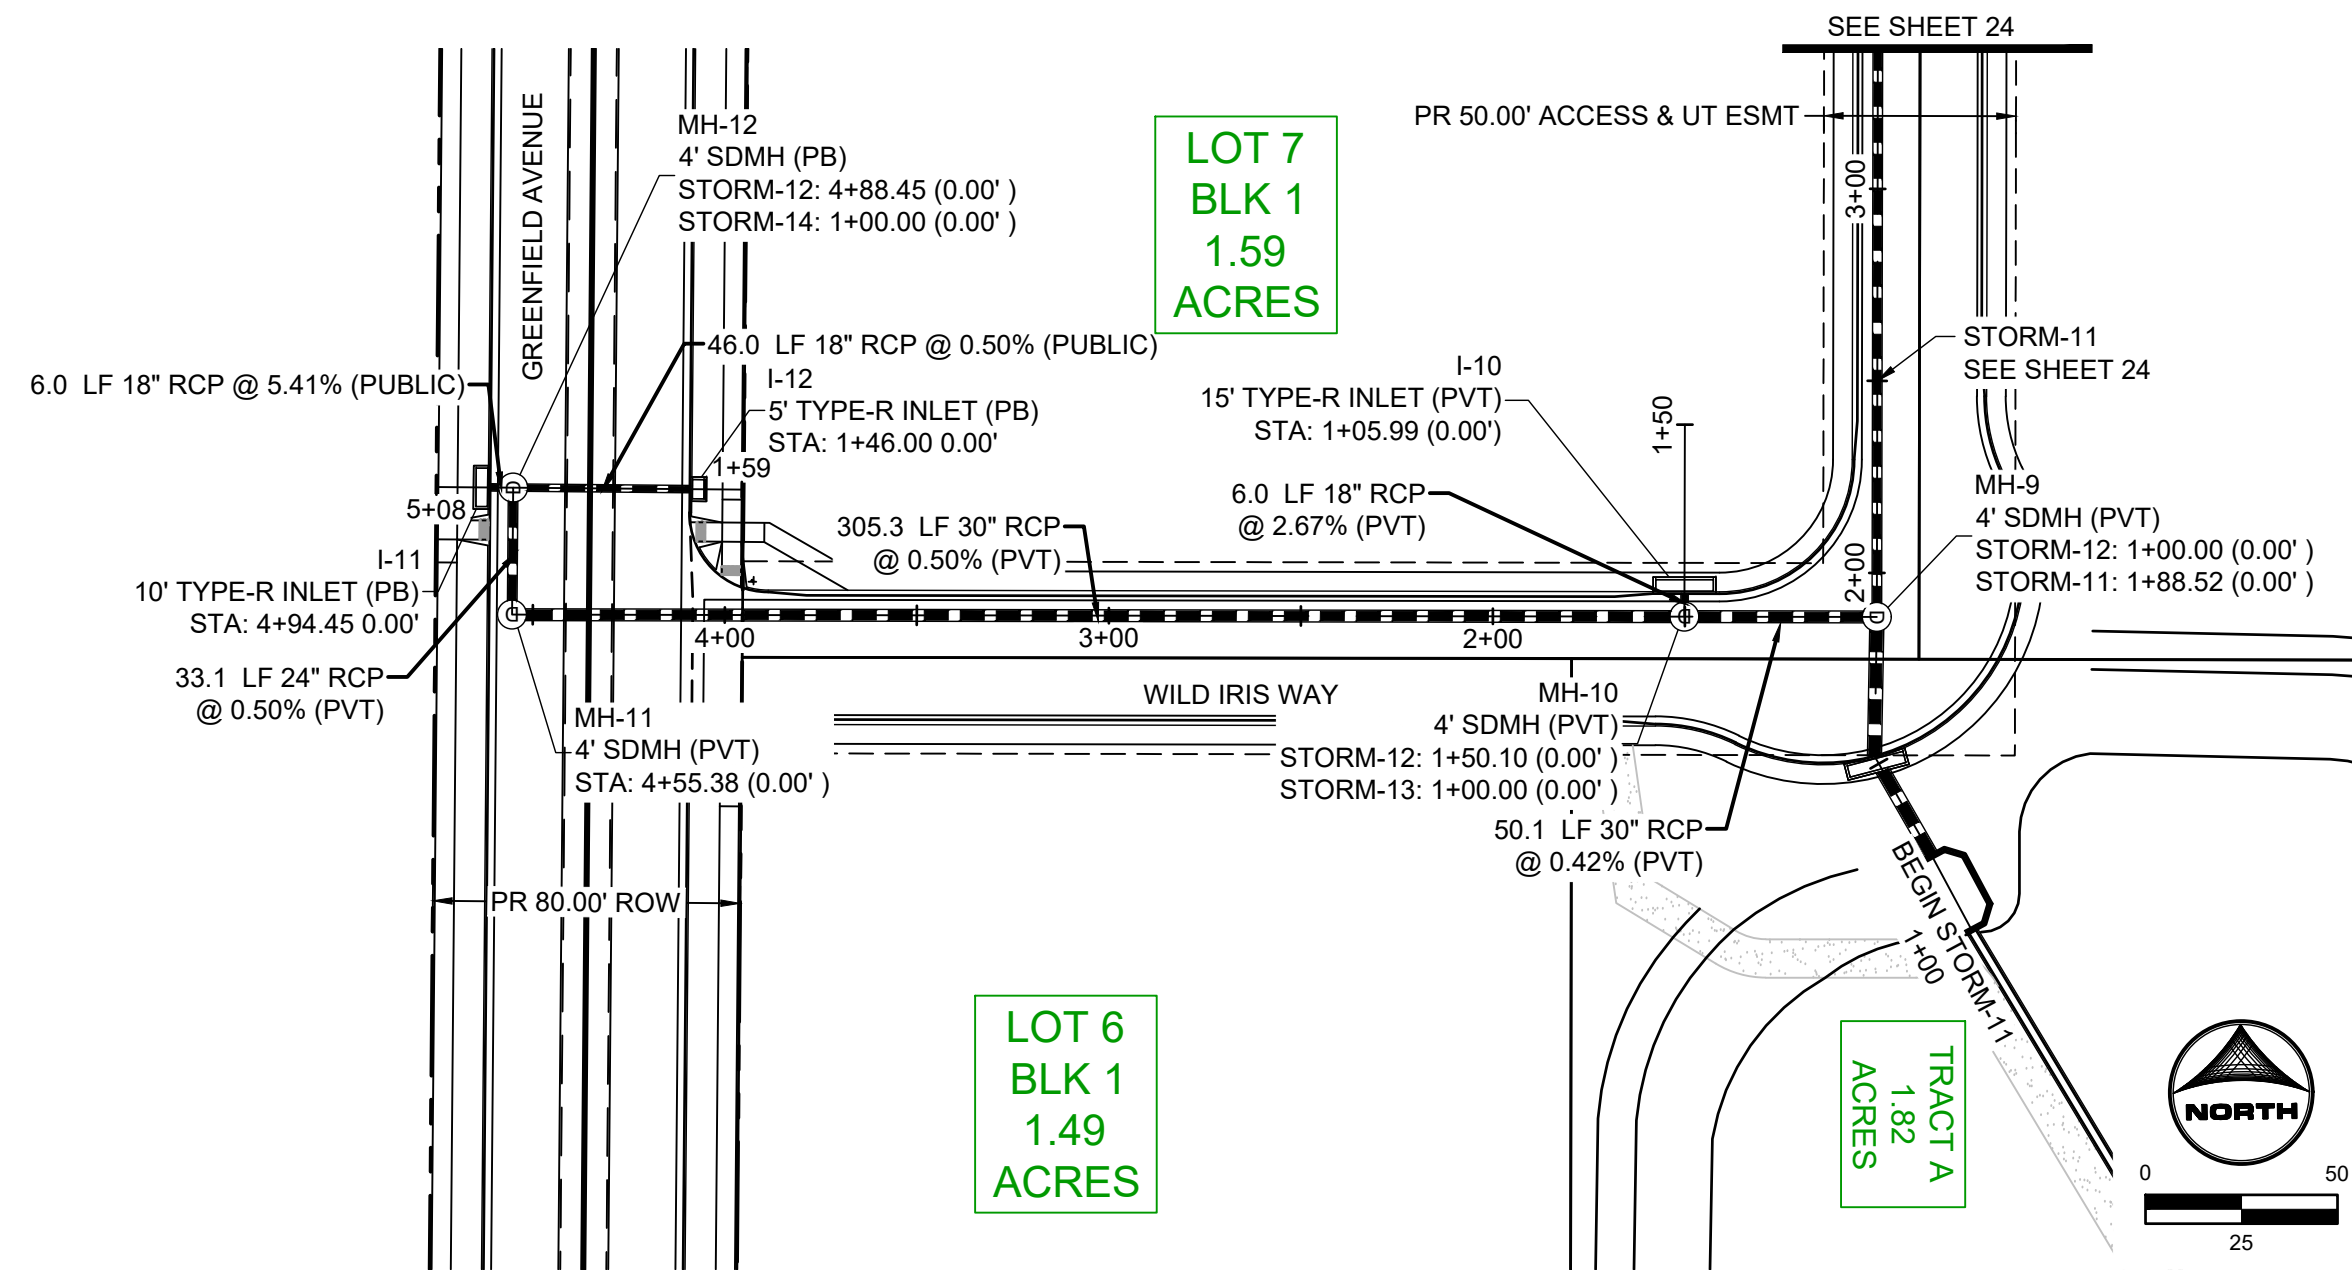 SEE SHEET 24
PR 50.00' ACCESS & UT ESMT
GREENFIELD AVENUE
MH-12
4' SDMH (PB)
STORM-12: 4+88.45 (0.00' )
STORM-14: 1+00.00 (0.00' )
LOT 7
BLK 1
1.59
ACRES
3+00
46.0 LF 18" RCP @ 0.50% (PUBLIC)
6.0 LF 18" RCP @ 5.41% (PUBLIC)
I-12
5' TYPE-R INLET (PB)
STA: 1+46.00 0.00'
1+59
I-10
15' TYPE-R INLET (PVT)
STA: 1+05.99 (0.00')
1+50
STORM-11
SEE SHEET 24
6.0 LF 18" RCP
@ 2.67% (PVT)
MH-9
4' SDMH (PVT)
STORM-12: 1+00.00 (0.00' )
STORM-11: 1+88.52 (0.00' )
5+08
305.3 LF 30" RCP
@ 0.50% (PVT)
I-11
10' TYPE-R INLET (PB)
STA: 4+94.45 0.00'
2+00
4+00
3+00
2+00
33.1 LF 24" RCP
@ 0.50% (PVT)
WILD IRIS WAY
MH-11
4' SDMH (PVT)
STA: 4+55.38 (0.00' )
MH-10
4' SDMH (PVT)
STORM-12: 1+50.10 (0.00' )
STORM-13: 1+00.00 (0.00' )
50.1 LF 30" RCP
@ 0.42% (PVT)
PR 80.00' ROW
BEGIN STORM-11
1+00
LOT 6
BLK 1
1.49
ACRES
TRACT A
1.82
ACRES
NORTH
0 50
25